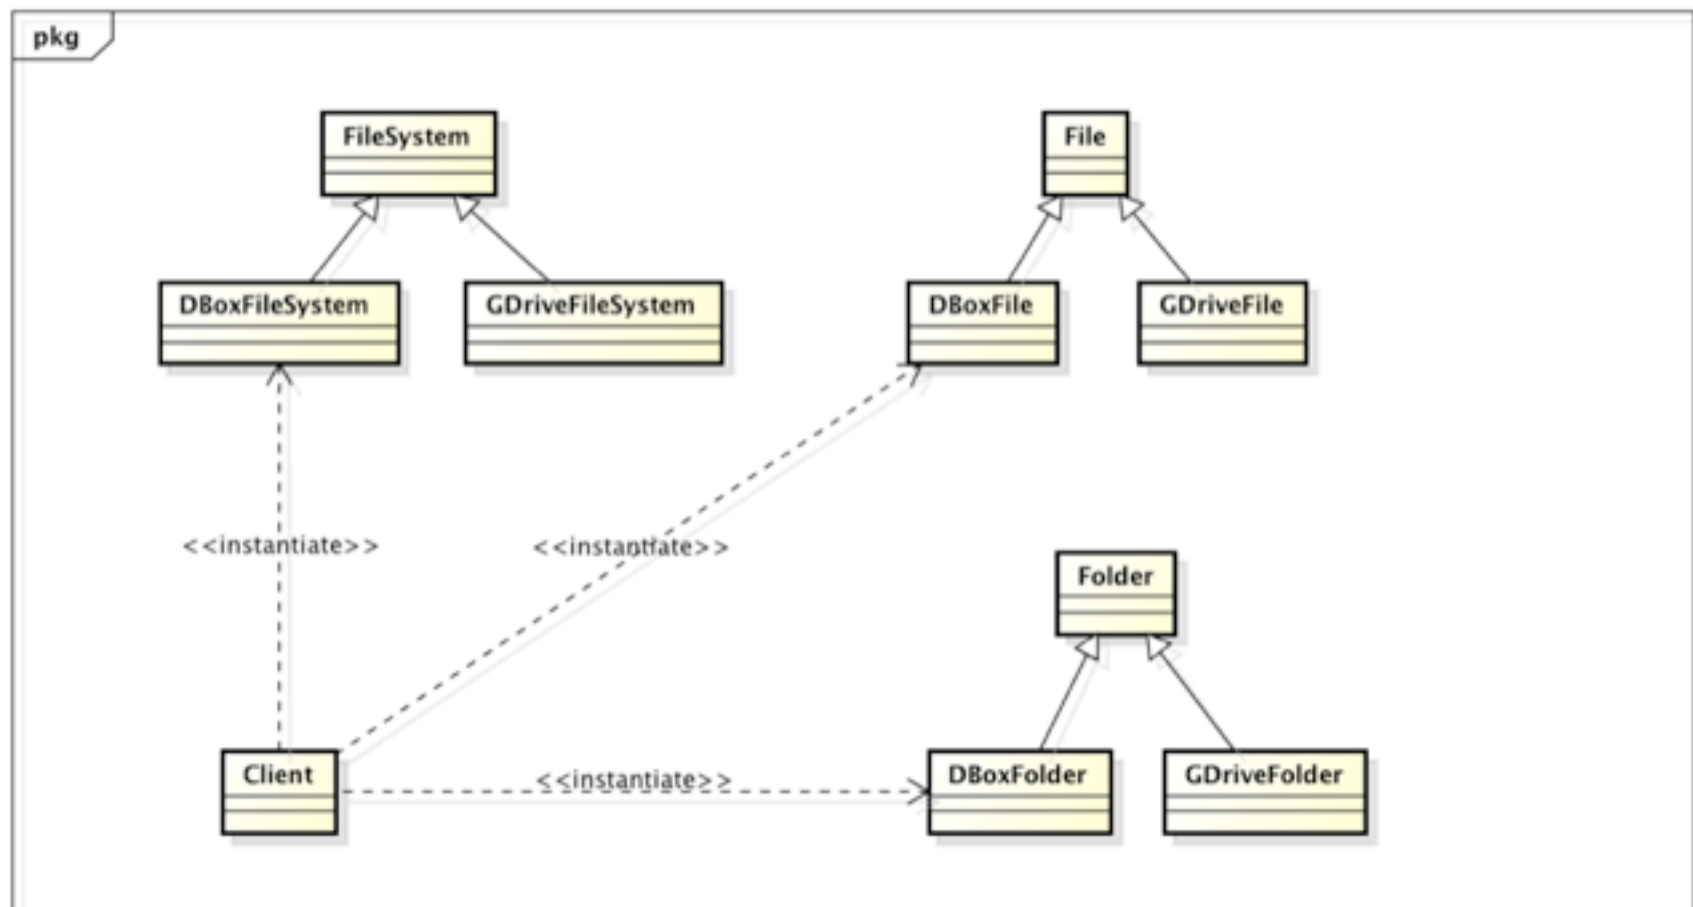 pkg
FileSystem
File
DBoxFileSystem
GDriveFileSystem
DBoxFile
GDriveFile
<<instantiate>>
<<instantiate>>
Folder
Client
<<instantiate>>
DBoxFolder
GDriveFolder